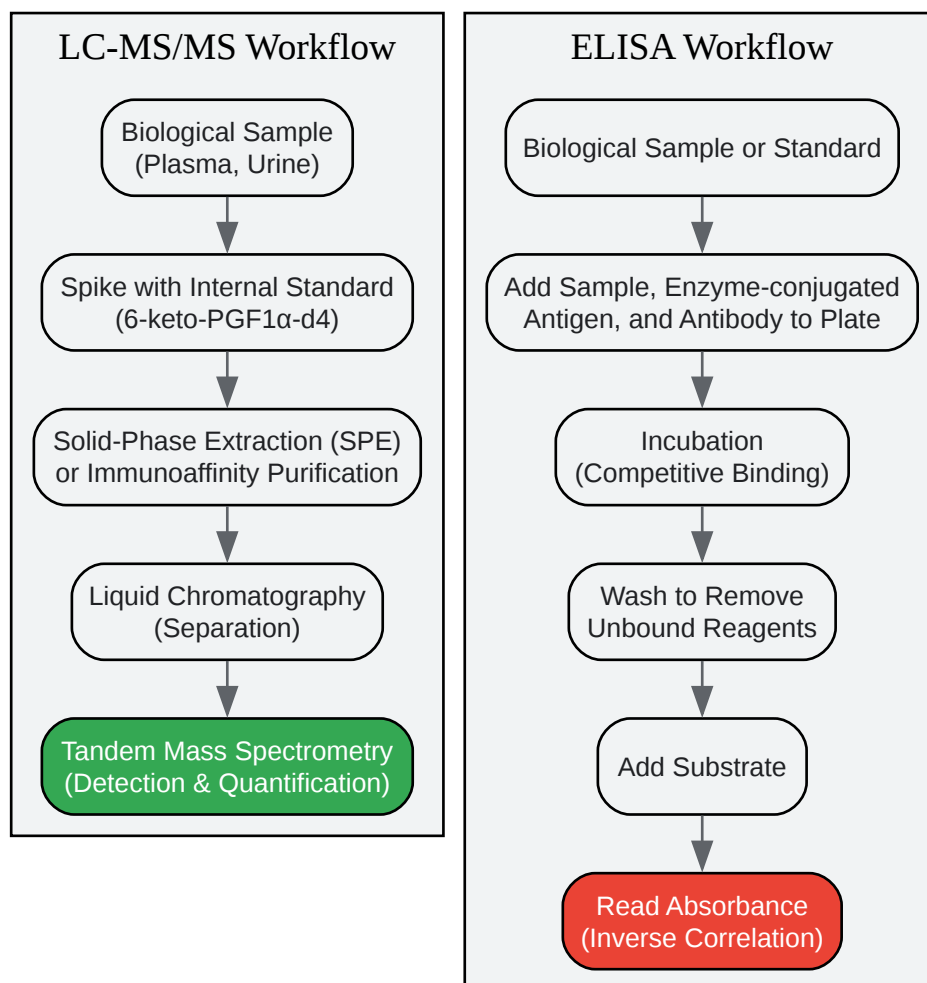 LC-MS/MS Workflow
Biological Sample
(Plasma, Urine)
Spike with Internal Standard
(6-keto-PGF1α-d4)
Solid-Phase Extraction (SPE)
or Immunoaffinity Purification
Liquid Chromatography
(Separation)
Tandem Mass Spectrometry
(Detection & Quantification)
ELISA Workflow
Biological Sample or Standard
Add Sample, Enzyme-conjugated
Antigen, and Antibody to Plate
Incubation
(Competitive Binding)
Wash to Remove
Unbound Reagents
Add Substrate
Read Absorbance
(Inverse Correlation)